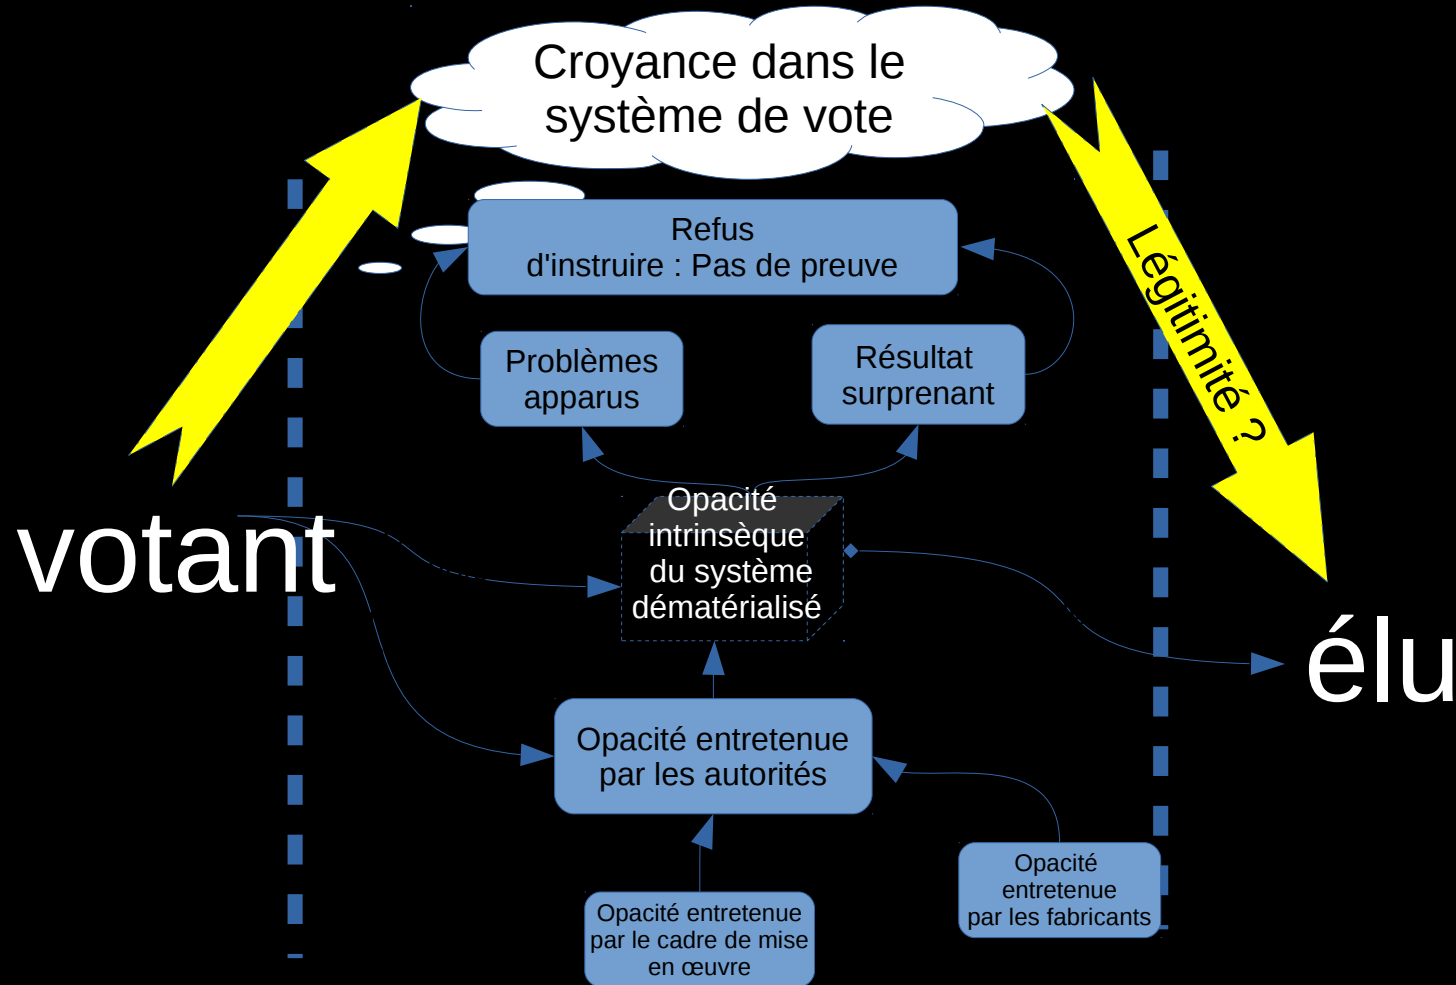 Croyance dans le
système de vote
Refus
d'instruire : Pas de preuve
Problèmes
apparus
Résultat
surprenant
Légitimité ?
votant
Opacité
intrinsèque
du système
dématérialisé
élu
Opacité entretenue
par les autorités
Opacité
entretenue
par les fabricants
Opacité entretenue
par le cadre de mise
en œuvre